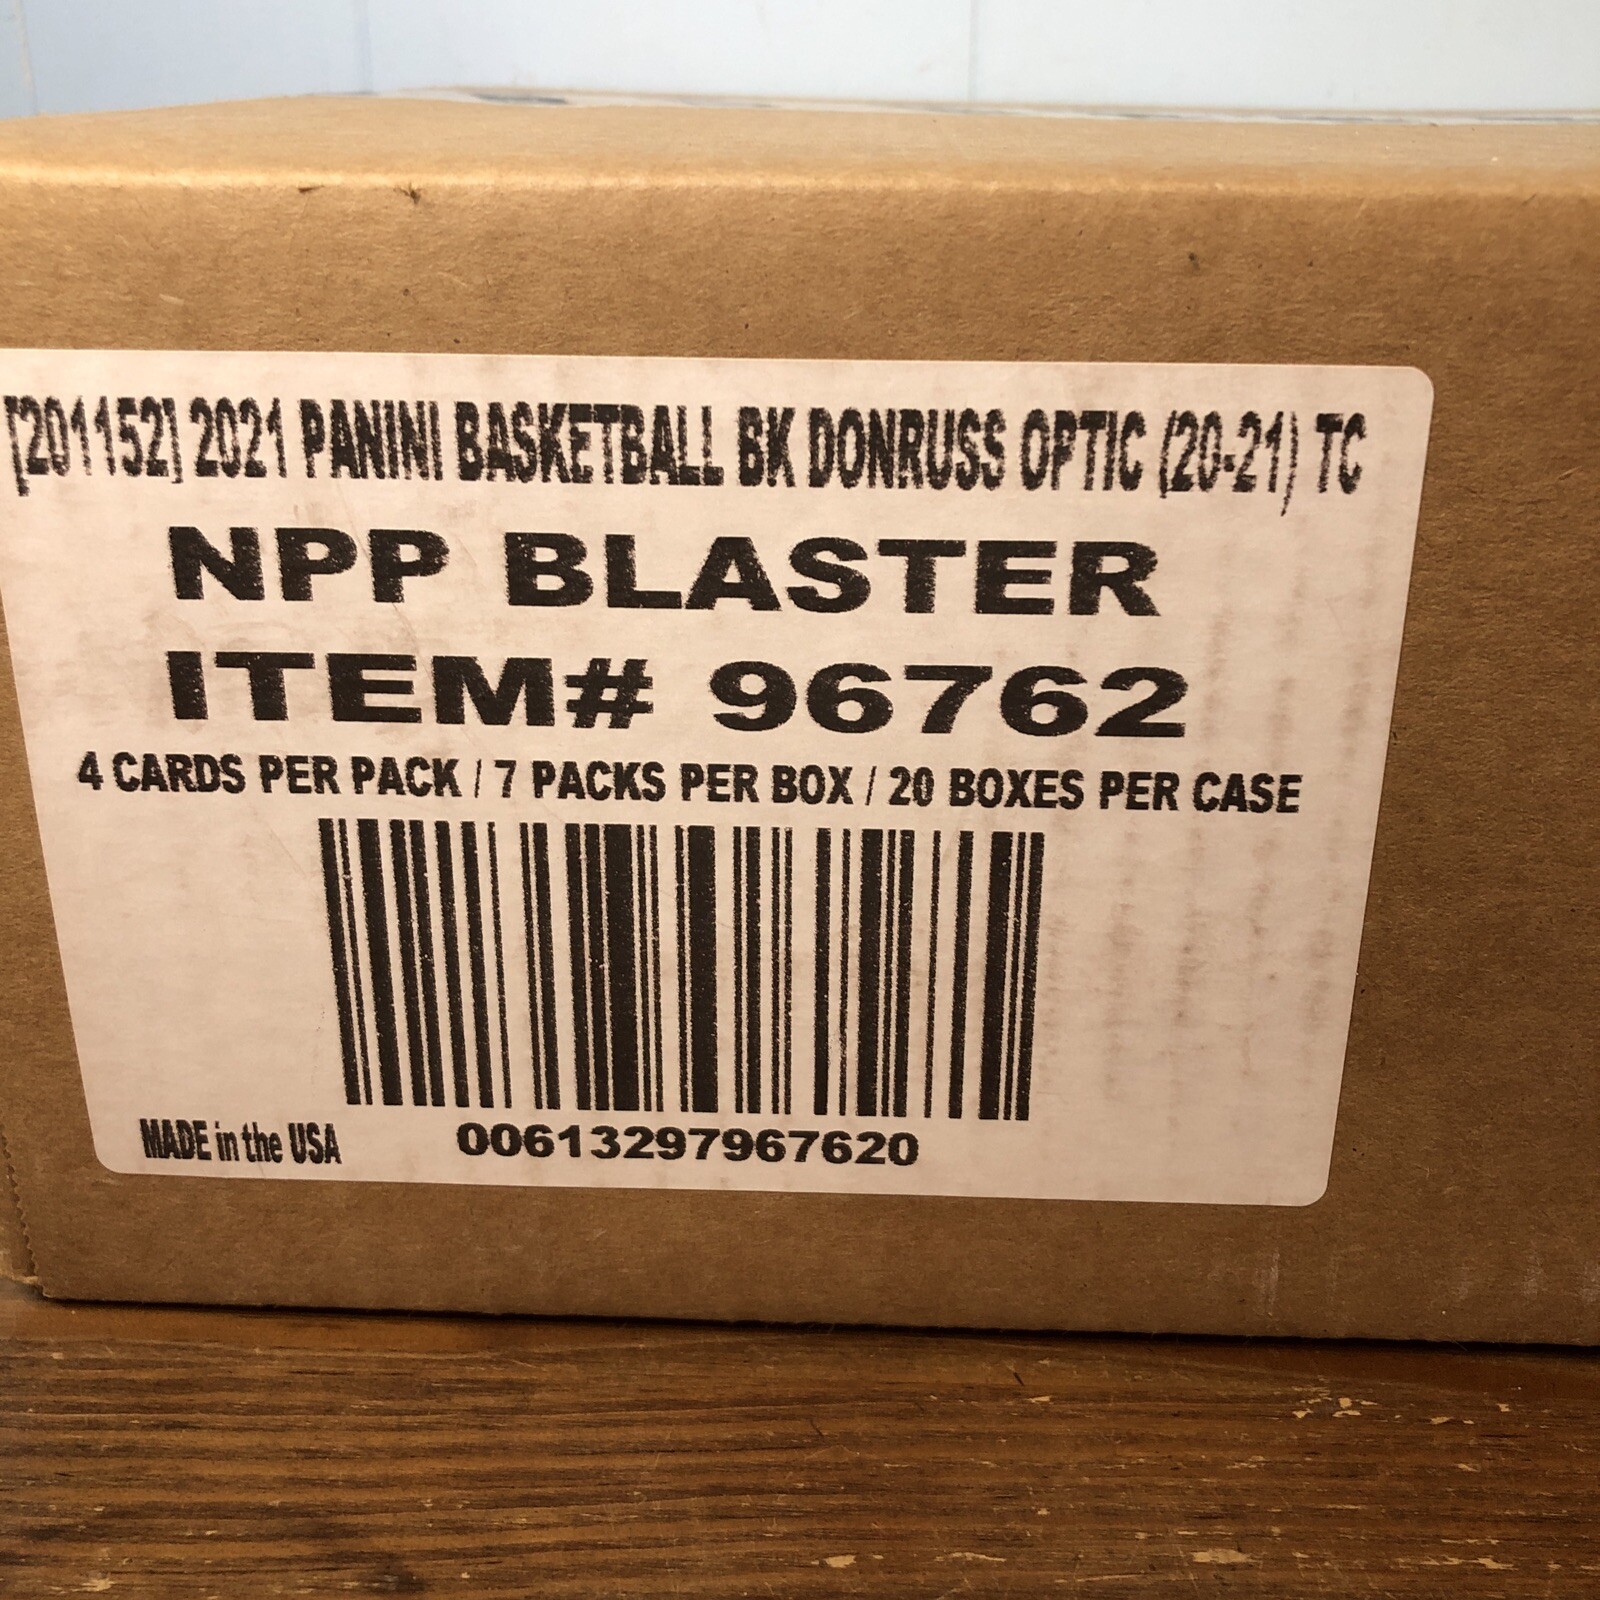 [201152] 2021 PANINI BASKETBALL BK DONRUSS OPTIC (20-21) TC
NPP BLASTER
ITEM# 96762
4 CARDS PER PACK / 7 PACKS PER BOX / 20 BOXES PER CASE
MADE in the USA 00613297967620